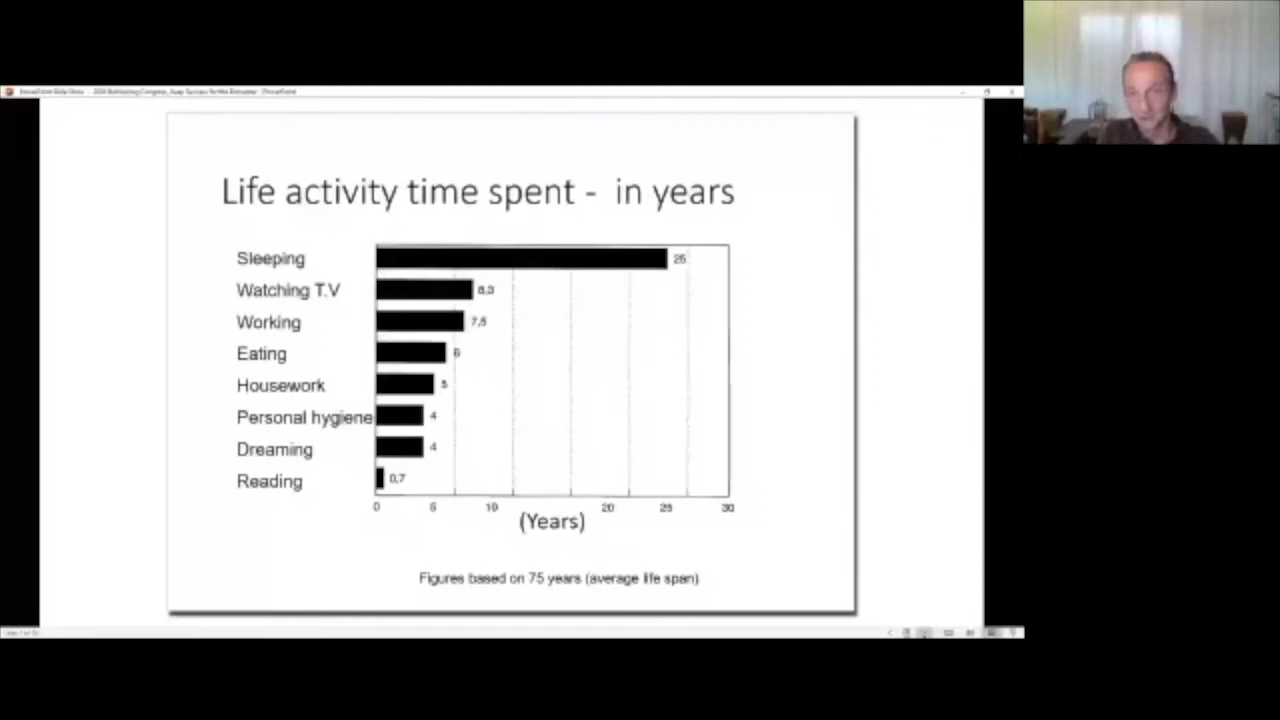 Life activity time spent - in years
Sleeping 25
Watching T.V 8,3
Working 7,5
Eating 6
Housework 5
Personal hygiene 4
Dreaming 4
Reading 0,7
0 5 10 20 25 30
(Years)
Figures based on 75 years (average life span)